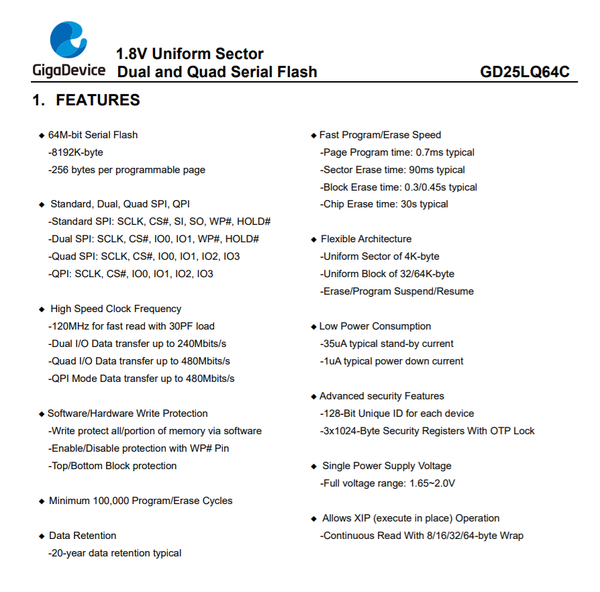 GigaDevice
1.8V Uniform Sector
Dual and Quad Serial Flash
GD25LQ64C
1. FEATURES
◆ 64M-bit Serial Flash
-8192K-byte
-256 bytes per programmable page
◆ Standard, Dual, Quad SPI, QPI
-Standard SPI: SCLK, CS#, SI, SO, WP#, HOLD#
-Dual SPI: SCLK, CS#, IO0, IO1, WP#, HOLD#
-Quad SPI: SCLK, CS#, IO0, IO1, IO2, IO3
-QPI: SCLK, CS#, IO0, IO1, IO2, IO3
◆ High Speed Clock Frequency
-120MHz for fast read with 30PF load
-Dual I/O Data transfer up to 240Mbits/s
-Quad I/O Data transfer up to 480Mbits/s
-QPI Mode Data transfer up to 480Mbits/s
◆ Software/Hardware Write Protection
-Write protect all/portion of memory via software
-Enable/Disable protection with WP# Pin
-Top/Bottom Block protection
◆ Minimum 100,000 Program/Erase Cycles
◆ Data Retention
-20-year data retention typical
◆ Fast Program/Erase Speed
-Page Program time: 0.7ms typical
-Sector Erase time: 90ms typical
-Block Erase time: 0.3/0.45s typical
-Chip Erase time: 30s typical
◆ Flexible Architecture
-Uniform Sector of 4K-byte
-Uniform Block of 32/64K-byte
-Erase/Program Suspend/Resume
◆ Low Power Consumption
-35uA typical stand-by current
-1uA typical power down current
◆ Advanced security Features
-128-Bit Unique ID for each device
-3x1024-Byte Security Registers With OTP Lock
◆ Single Power Supply Voltage
-Full voltage range: 1.65~2.0V
◆ Allows XIP (execute in place) Operation
-Continuous Read With 8/16/32/64-byte Wrap